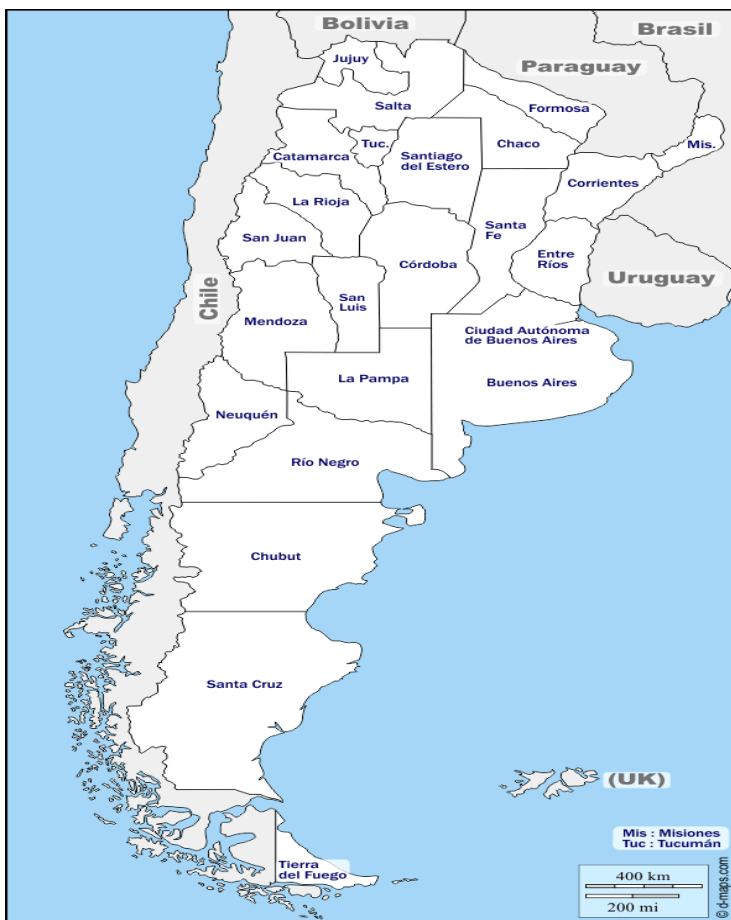 Bolivia
Brasil
Jujuy
Paraguay
Salta
Formosa
Tuc.
Chaco
Mis.
Catamarca
Santiago
del Estero
Corrientes
La Rioja
San Juan
Santa
Fe
Entre
Ríos
Córdoba
Uruguay
Chile
San
Luis
Mendoza
Ciudad Autónoma
de Buenos Aires
La Pampa
Buenos Aires
Neuquén
Río Negro
Chubut
Santa Cruz
(UK)
Mis : Misiones
Tuc : Tucumán
Tierra
del Fuego
400 km
200 mi
© d-maps.com